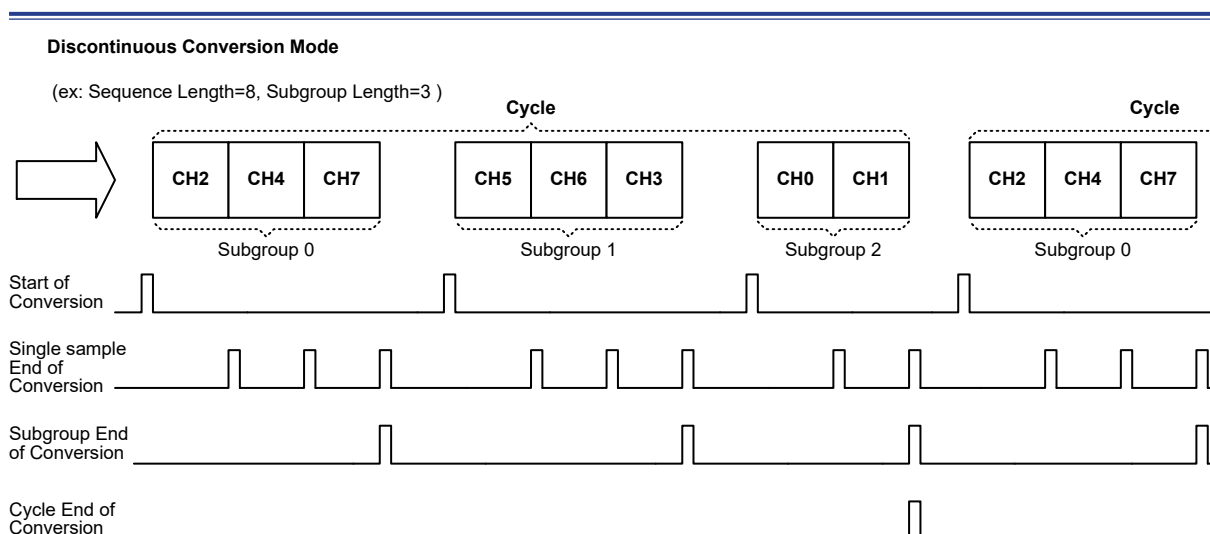 Discontinuous Conversion Mode
(ex: Sequence Length=8, Subgroup Length=3 )
Cycle Cycle
CH2 CH4 CH7 CH5 CH6 CH3 CH0 CH1 CH2 CH4 CH7
Subgroup 0 Subgroup 1 Subgroup 2 Subgroup 0
Start of
Conversion
Single sample
End of
Conversion
Subgroup End
of Conversion
Cycle End of
Conversion